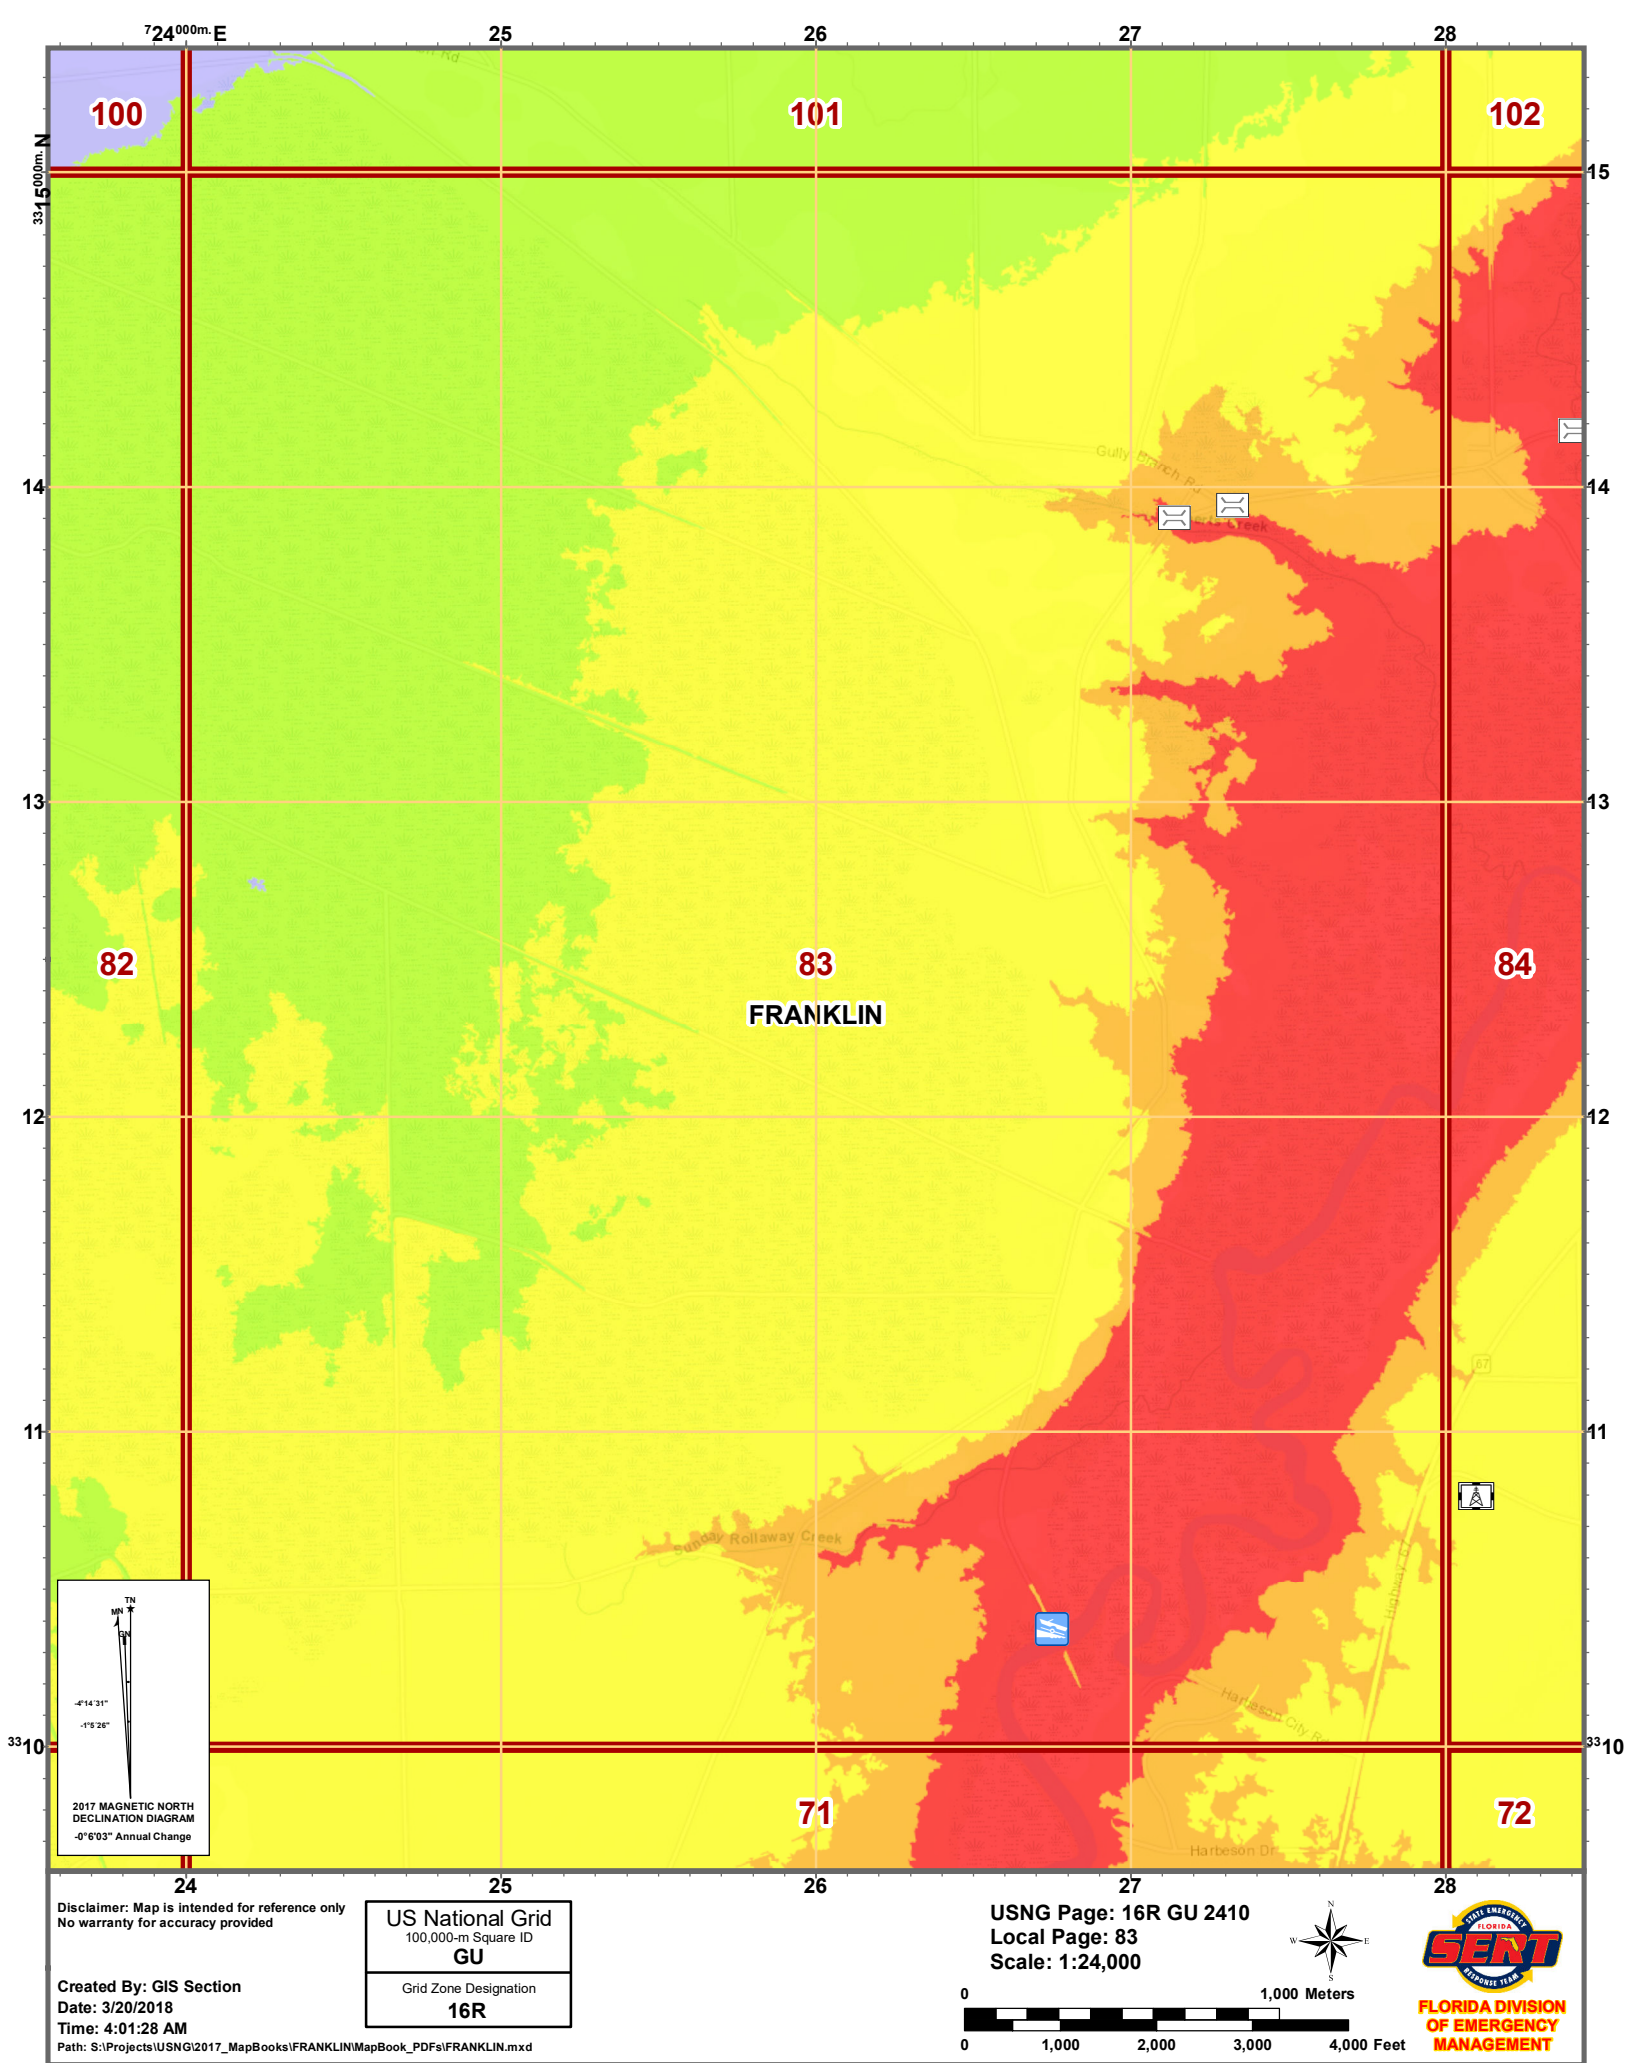 724000m. E 25 26 27 28
n Rd
100 101 102
3315000m. N 15
Gully Branch Rd
14 14
Creek
13 13
82 83 84
FRANKLIN
12 12
67
11 11
Sunday Rollaway Creek
Highway 67
Harbeson City Rd
TN
MN
GN
-4°14'31"
-1°5'26"
3310 3310
2017 MAGNETIC NORTH
DECLINATION DIAGRAM
-0°6'03" Annual Change
71 72
Harbeson Dr
24 25 26 27 28
Disclaimer: Map is intended for reference only
No warranty for accuracy provided
Created By: GIS Section
Date: 3/20/2018
Time: 4:01:28 AM
Path: S:\Projects\USNG\2017_MapBooks\FRANKLIN\MapBook_PDFs\FRANKLIN.mxd
US National Grid
100,000-m Square ID
GU
Grid Zone Designation
16R
USNG Page: 16R GU 2410
Local Page: 83
Scale: 1:24,000
0 1,000 Meters
0 1,000 2,000 3,000 4,000 Feet
N
W E
S
STATE EMERGENCY
FLORIDA
SERT
RESPONSE TEAM
FLORIDA DIVISION
OF EMERGENCY
MANAGEMENT